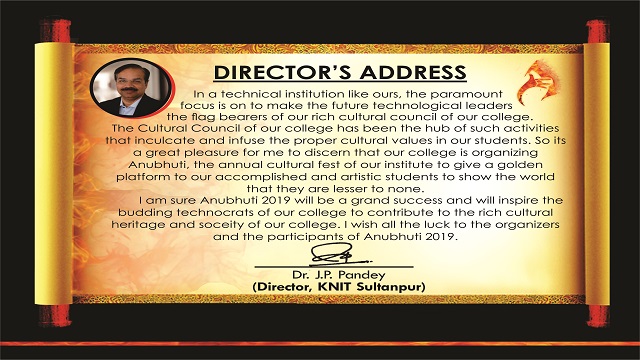 DIRECTOR'S ADDRESS
In a technical institution like ours, the paramount
focus is on to make the future technological leaders
the flag bearers of our rich cultural council of our college.
The Cultural Council of our college has been the hub of such activities
that inculcate and infuse the proper cultural values in our students. So its
a great pleasure for me to discern that our college is organizing
Anubhuti, the annual cultural fest of our institute to give a golden
platform to our accomplished and artistic students to show the world
that they are lesser to none.
I am sure Anubhuti 2019 will be a grand success and will inspire the
budding technocrats of our college to contribute to the rich cultural
heritage and soceity of our college. I wish all the luck to the organizers
and the participants of Anubhuti 2019.
Dr. J.P. Pandey
(Director, KNIT Sultanpur)